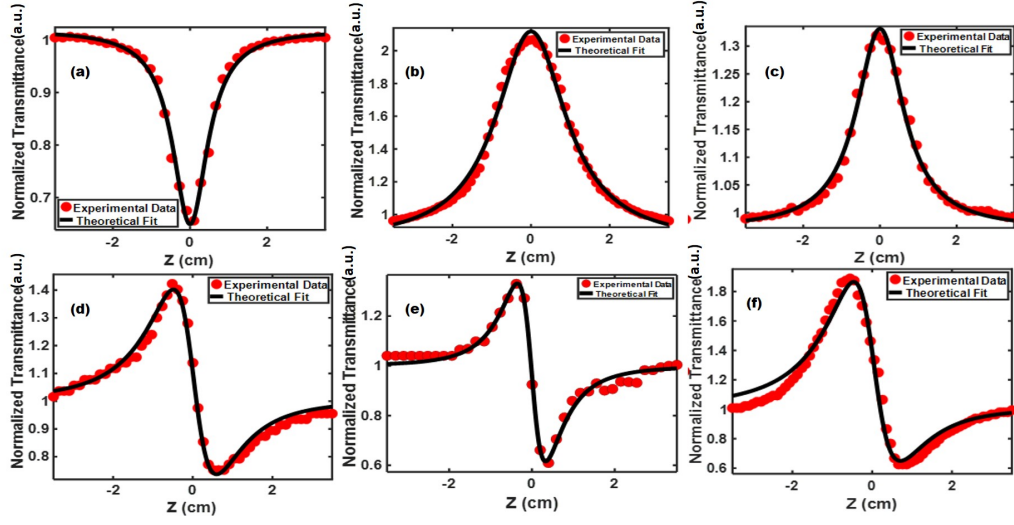 Normalized Transmittance(a.u.)
1
0.9
0.8
0.7
(a)
Experimental Data
Theoretical Fit
-2
0
2
Z (cm)
Normalized Transmittance(a.u.)
2
1.8
1.6
1.4
1.2
1
(b)
Experimental Data
Theoretical Fit
-2
0
2
Z (cm)
Normalized Transmittance(a.u.)
1.3
1.25
1.2
1.15
1.1
1.05
1
(c)
Experimental Data
Theoretical Fit
-2
0
2
Z (cm)
Normalized Transmittance(a.u.)
1.4
1.3
1.2
1.1
1
0.9
0.8
(d)
Experimental Data
Theoretical Fit
-2
0
2
Z (cm)
Normalized Transmittance(a.u.)
1.2
1
0.8
0.6
(e)
Experimental Data
Theoretical Fit
-2
0
2
Z (cm)
Normalized Transmittance(a.u.)
1.8
1.6
1.4
1.2
1
0.8
0.6
(f)
Experimental Data
Theoretical Fit
-2
0
2
Z (cm)